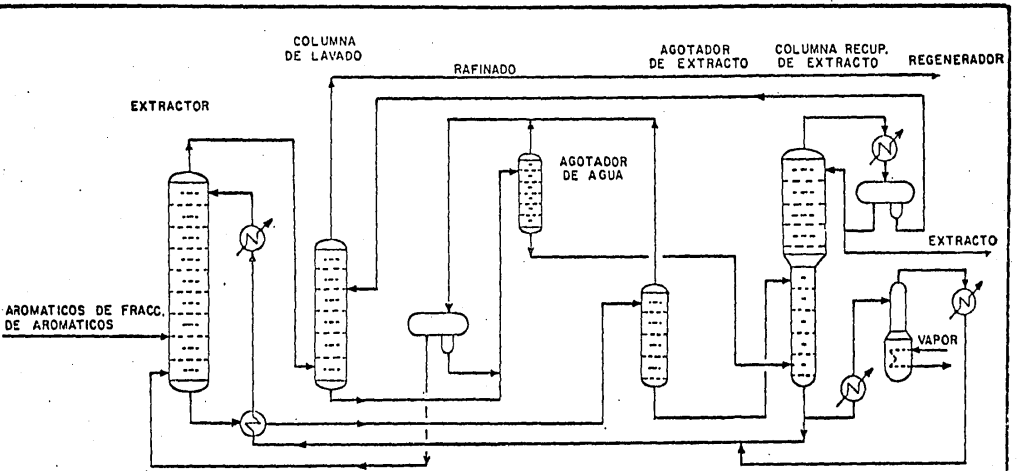 COLUMNA
DE LAVADO
RAFINADO
AGOTADOR
DE EXTRACTO
COLUMNA RECUP.
DE EXTRACTO
REGENERADOR
EXTRACTOR
AGOTADOR
DE AGUA
EXTRACTO
AROMATICOS DE FRACC.
DE AROMATICOS
VAPOR